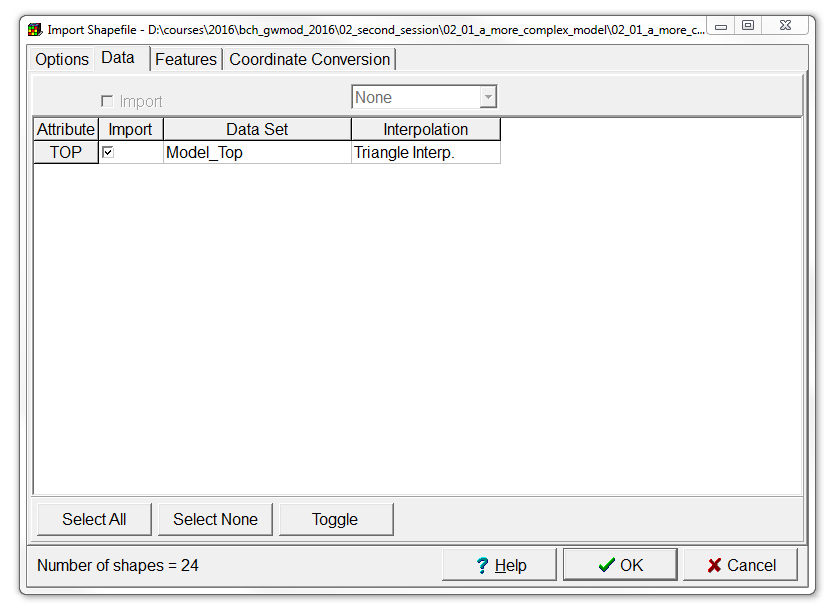 Import Shapefile - D:\courses\2016\bch_gwmod_2016\02_second_session\02_01_a_more_complex_model\02_01_a_more_c...
Options Data Features Coordinate Conversion
Import None
Attribute Import Data Set Interpolation
TOP Model_Top Triangle Interp.
Select All Select None Toggle
Number of shapes = 24 ? Help OK Cancel